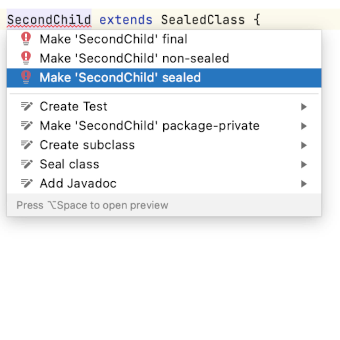 SecondChild extends SealedClass {
Make 'SecondChild' final
Make 'SecondChild' non-sealed
Make 'SecondChild' sealed
Create Test
Make 'SecondChild' package-private
Create subclass
Seal class
Add Javadoc
Press ⌥Space to open preview